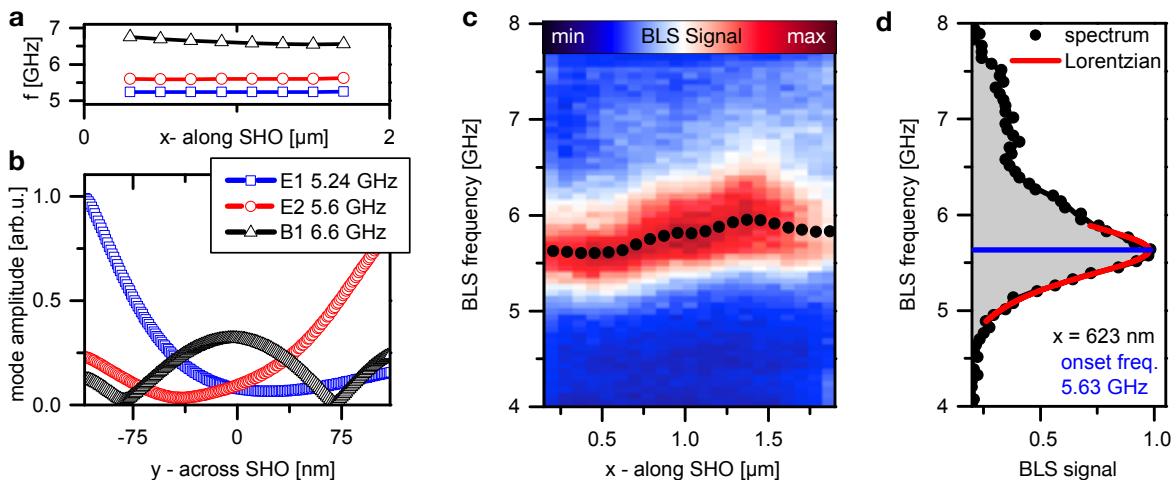 a
f [GHz]
7
6
5
0
2
x- along SHO [µm]
b
E1 5.24 GHz
E2 5.6 GHz
B1 6.6 GHz
mode amplitude [arb.u.]
1.0
0.5
0.0
-75
0
75
y - across SHO [nm]
c
min
BLS Signal
max
BLS frequency [GHz]
8
7
6
5
4
0.5
1.0
1.5
x - along SHO [µm]
d
spectrum
Lorentzian
BLS frequency [GHz]
8
7
6
5
4
x = 623 nm
onset freq.
5.63 GHz
0.5
1.0
BLS signal